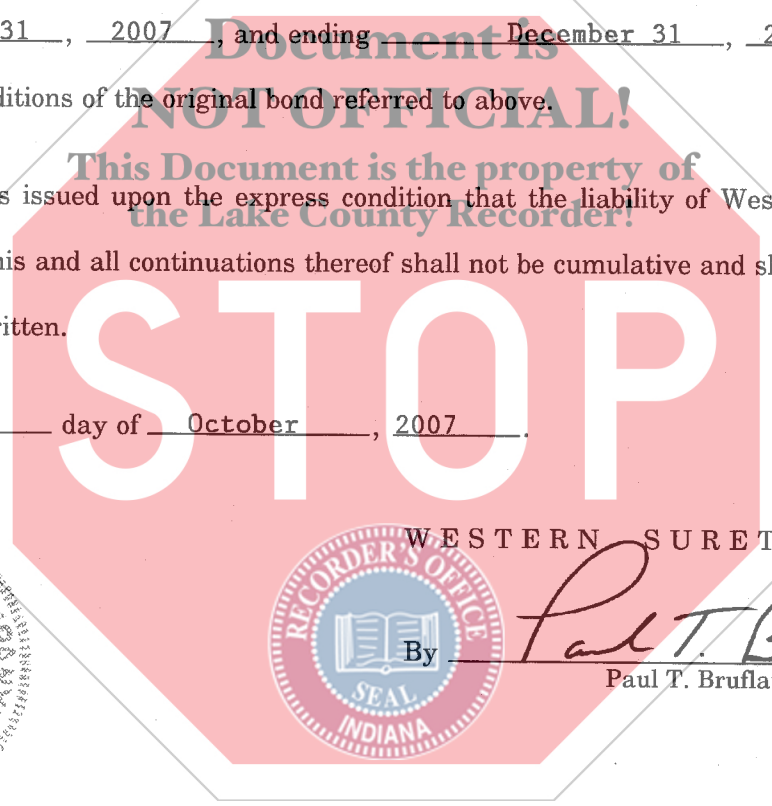 31 , 2007 , and ending December 31 , 2
Document is
ditions of the original bond referred to above.
NOT OFFICIAL!
This Document is the property of
s issued upon the express condition that the liability of Wes
the Lake County Recorder!
his and all continuations thereof shall not be cumulative and sh
ritten.
STOP
day of October , 2007 .
WESTERN SURET
RECORDER'S OFFICE
By Paul T. B
Paul T. Brufla
SEAL
INDIANA